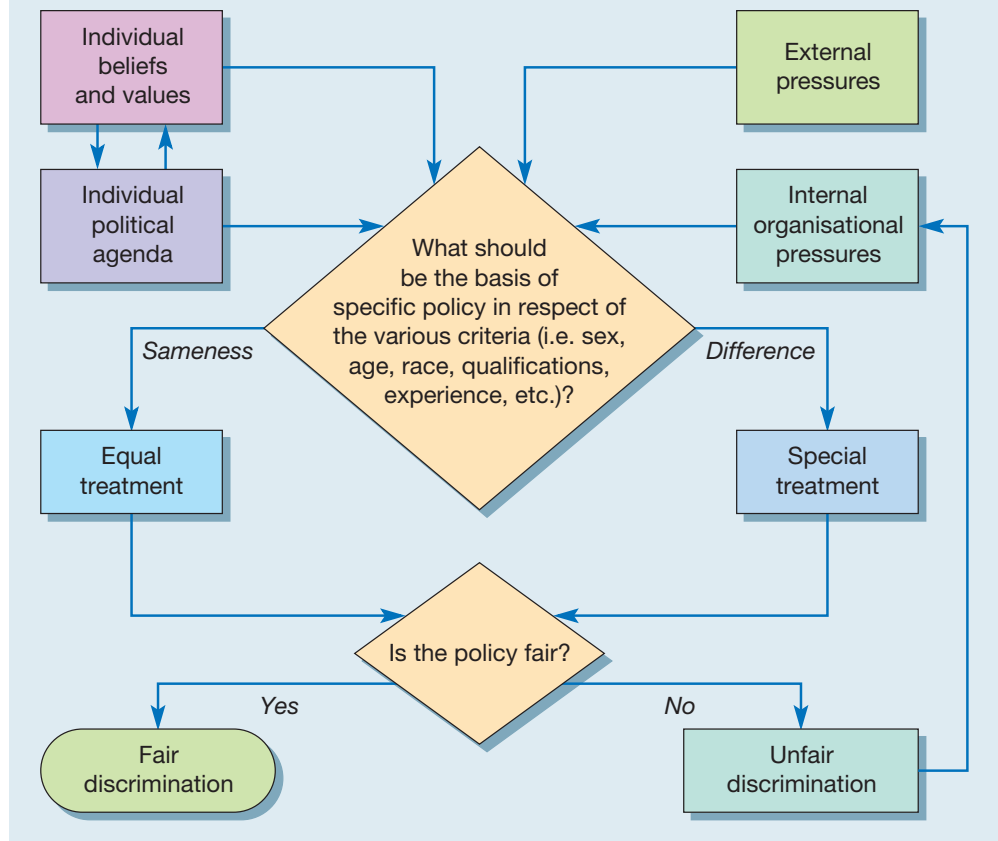 Individual
beliefs
and values
External
pressures
Individual
political
agenda
Internal
organisational
pressures
What should
be the basis of
specific policy in respect of
the various criteria (i.e. sex,
age, race, qualifications,
experience, etc.)?
Sameness
Difference
Equal
treatment
Special
treatment
Is the policy fair?
Yes
No
Fair
discrimination
Unfair
discrimination